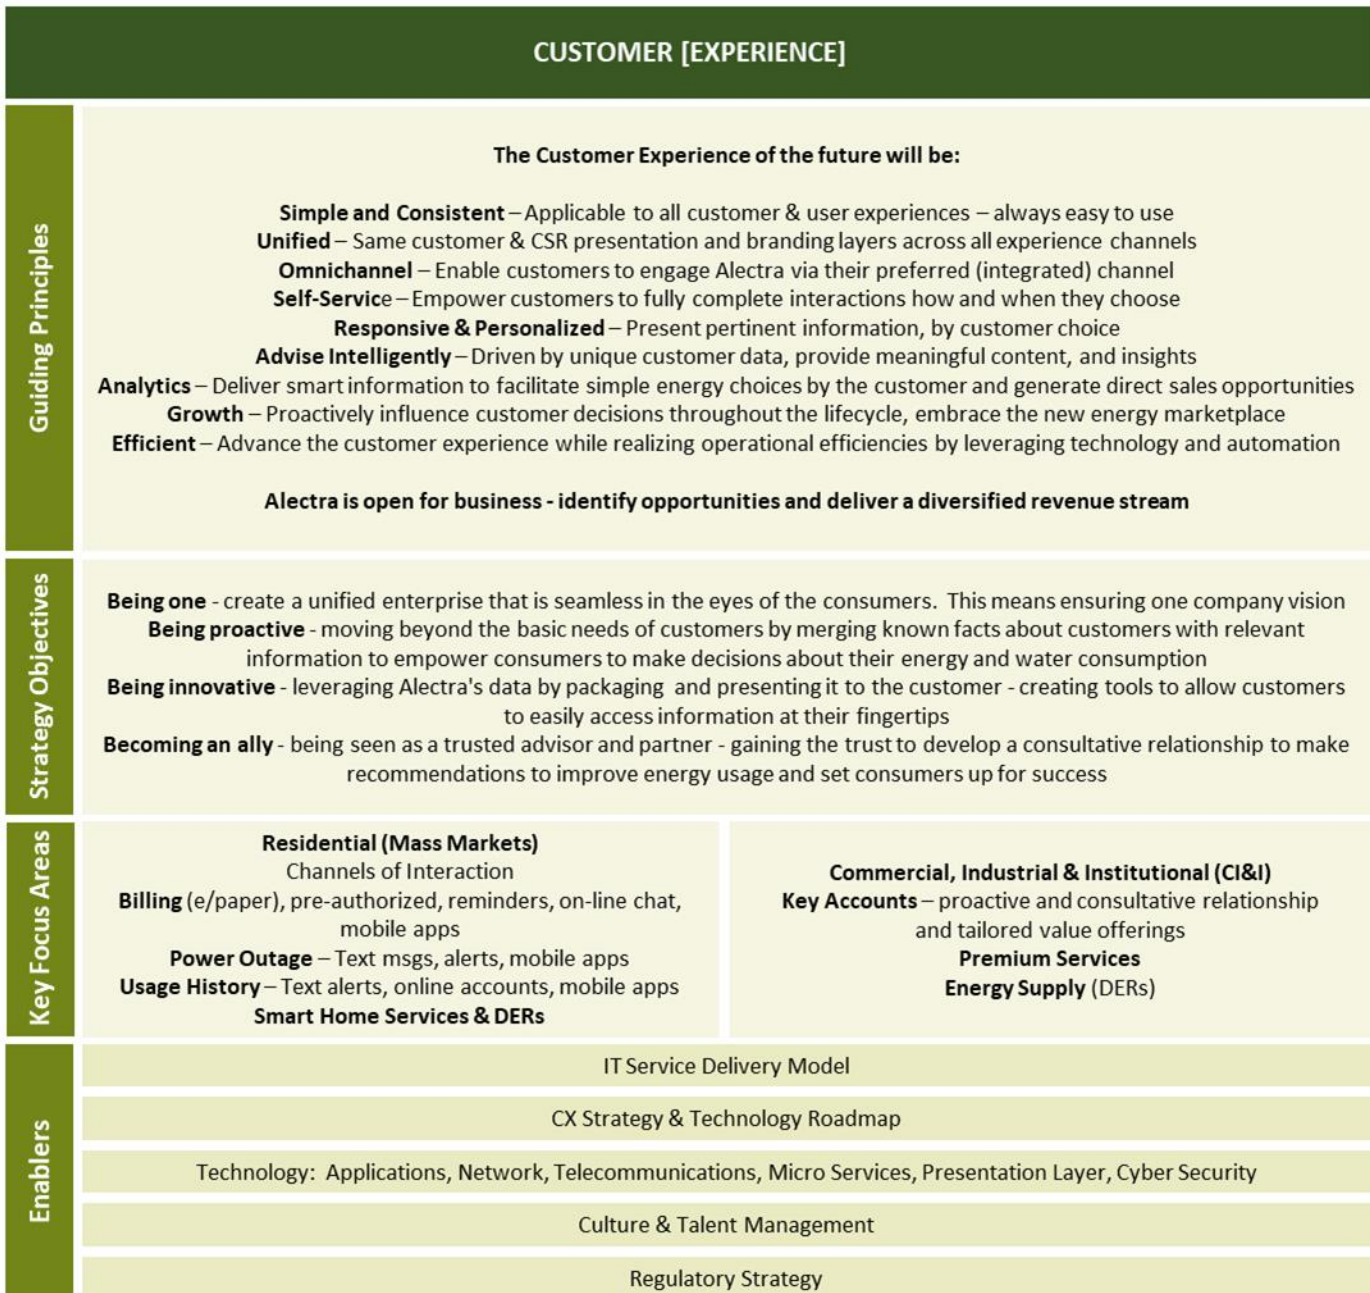 CUSTOMER [EXPERIENCE]
Guiding Principles
The Customer Experience of the future will be:
Simple and Consistent – Applicable to all customer & user experiences – always easy to use
Unified – Same customer & CSR presentation and branding layers across all experience channels
Omnichannel – Enable customers to engage Alectra via their preferred (integrated) channel
Self-Service – Empower customers to fully complete interactions how and when they choose
Responsive & Personalized – Present pertinent information, by customer choice
Advise Intelligently – Driven by unique customer data, provide meaningful content, and insights
Analytics – Deliver smart information to facilitate simple energy choices by the customer and generate direct sales opportunities
Growth – Proactively influence customer decisions throughout the lifecycle, embrace the new energy marketplace
Efficient – Advance the customer experience while realizing operational efficiencies by leveraging technology and automation
Alectra is open for business - identify opportunities and deliver a diversified revenue stream
Strategy Objectives
Being one - create a unified enterprise that is seamless in the eyes of the consumers. This means ensuring one company vision
Being proactive - moving beyond the basic needs of customers by merging known facts about customers with relevant
information to empower consumers to make decisions about their energy and water consumption
Being innovative - leveraging Alectra's data by packaging and presenting it to the customer - creating tools to allow customers
to easily access information at their fingertips
Becoming an ally - being seen as a trusted advisor and partner - gaining the trust to develop a consultative relationship to make
recommendations to improve energy usage and set consumers up for success
Key Focus Areas
Residential (Mass Markets)
Channels of Interaction
Billing (e/paper), pre-authorized, reminders, on-line chat,
mobile apps
Power Outage – Text msgs, alerts, mobile apps
Usage History – Text alerts, online accounts, mobile apps
Smart Home Services & DERs
Commercial, Industrial & Institutional (CI&I)
Key Accounts – proactive and consultative relationship
and tailored value offerings
Premium Services
Energy Supply (DERs)
Enablers
IT Service Delivery Model
CX Strategy & Technology Roadmap
Technology: Applications, Network, Telecommunications, Micro Services, Presentation Layer, Cyber Security
Culture & Talent Management
Regulatory Strategy